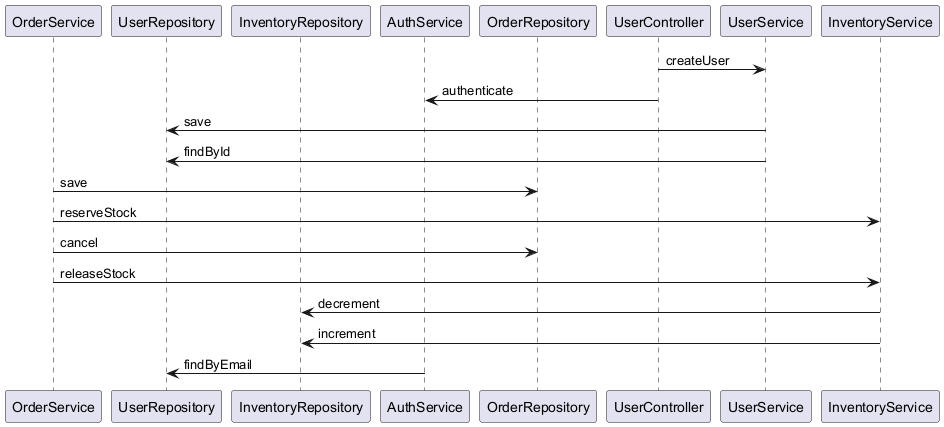 OrderService UserRepository InventoryRepository AuthService OrderRepository UserController UserService InventoryService
createUser
authenticate
save
findById
save
reserveStock
cancel
releaseStock
decrement
increment
findByEmail
OrderService UserRepository InventoryRepository AuthService OrderRepository UserController UserService InventoryService